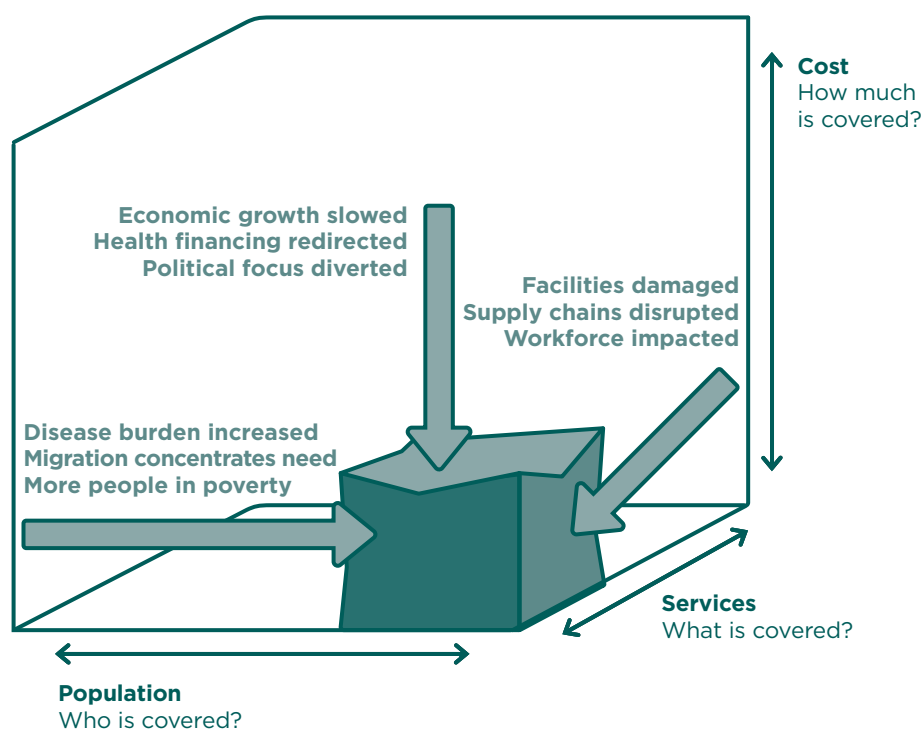 Cost
How much
is covered?
Economic growth slowed
Health financing redirected
Political focus diverted
Facilities damaged
Supply chains disrupted
Workforce impacted
Disease burden increased
Migration concentrates need
More people in poverty
Services
What is covered?
Population
Who is covered?